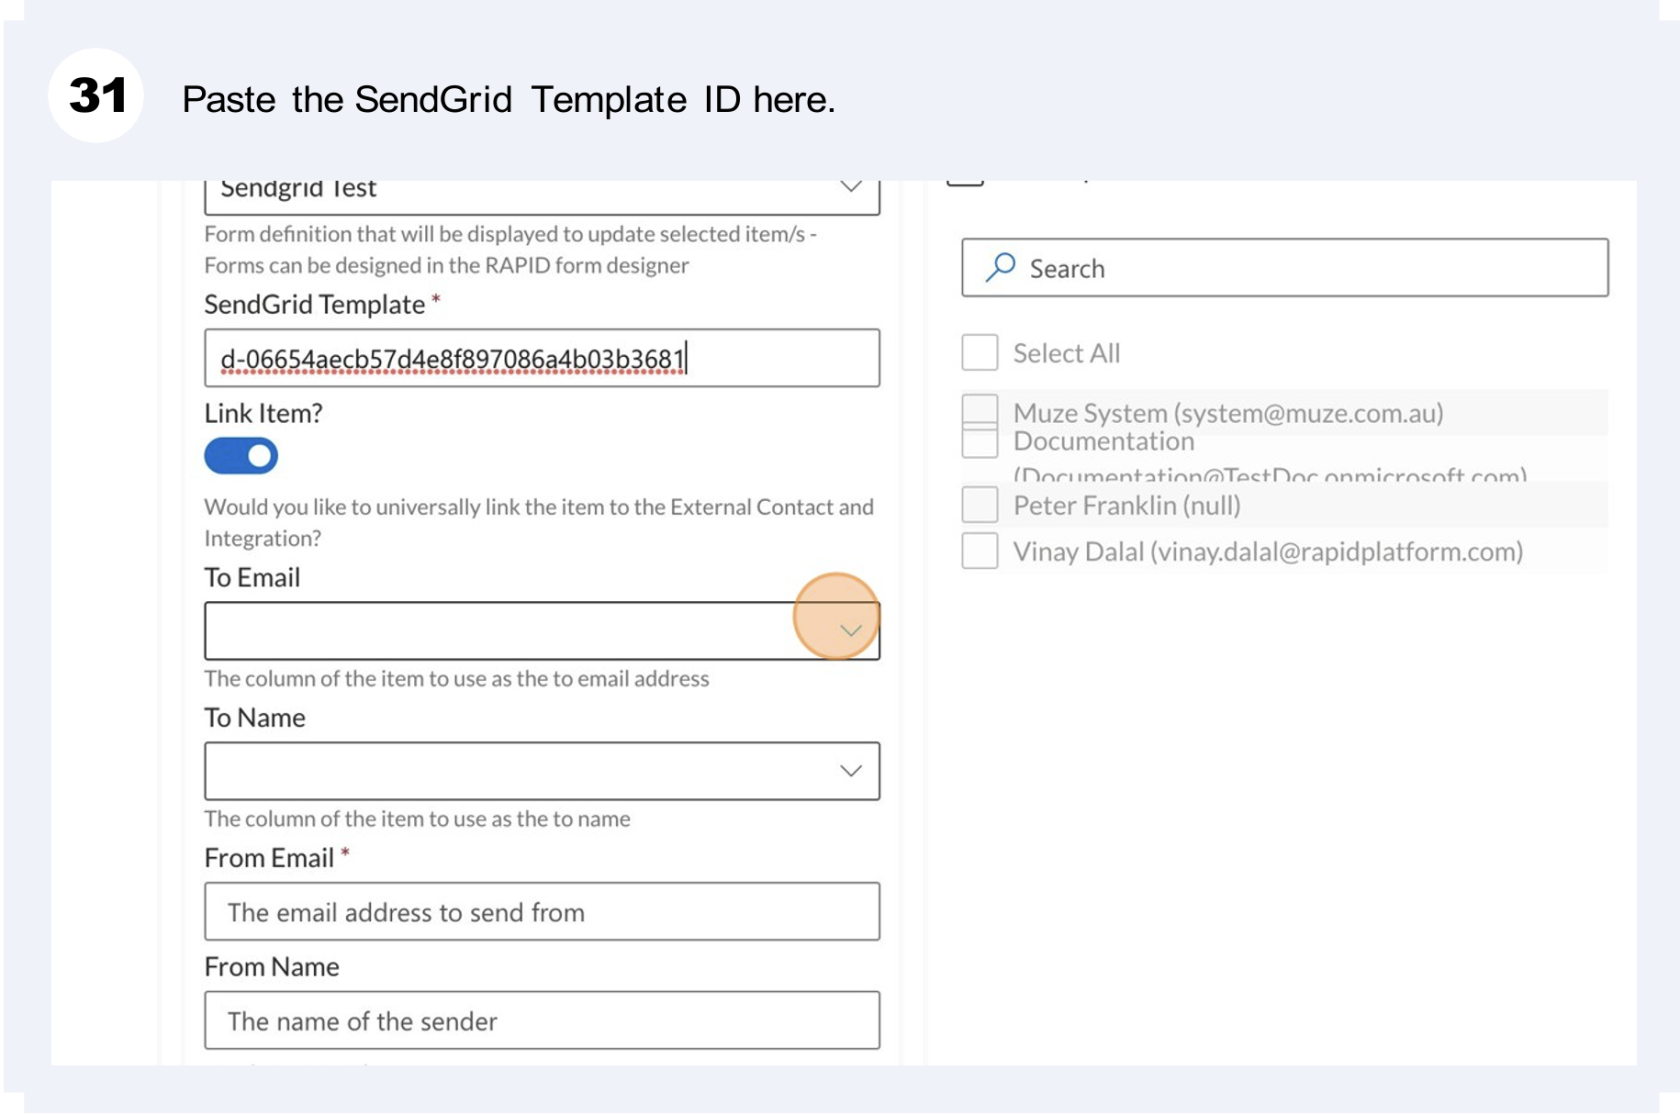 31 Paste the SendGrid Template ID here.
Sendgrid Test
Form definition that will be displayed to update selected item/s -
Forms can be designed in the RAPID form designer
SendGrid Template *
d-06654aecb57d4e8f897086a4b03b3681
Link Item?
Would you like to universally link the item to the External Contact and
Integration?
To Email
The column of the item to use as the to email address
To Name
The column of the item to use as the to name
From Email *
The email address to send from
From Name
The name of the sender
Search
Select All
Muze System (system@muze.com.au)
Documentation
(Documentation@TestDoc.onmicrosoft.com)
Peter Franklin (null)
Vinay Dalal (vinay.dalal@rapidplatform.com)